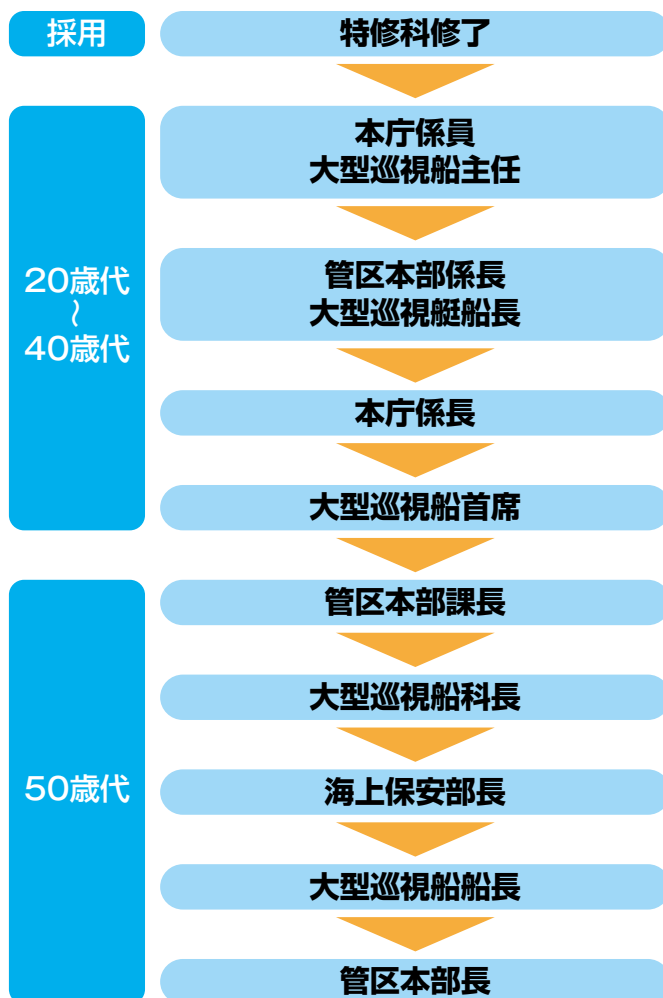 採用
特修科修了
20歳代
～
40歳代
本庁係員
大型巡視船主任
管区本部係長
大型巡視艇船長
本庁係長
大型巡視船首席
50歳代
管区本部課長
大型巡視船科長
海上保安部長
大型巡視船船長
管区本部長